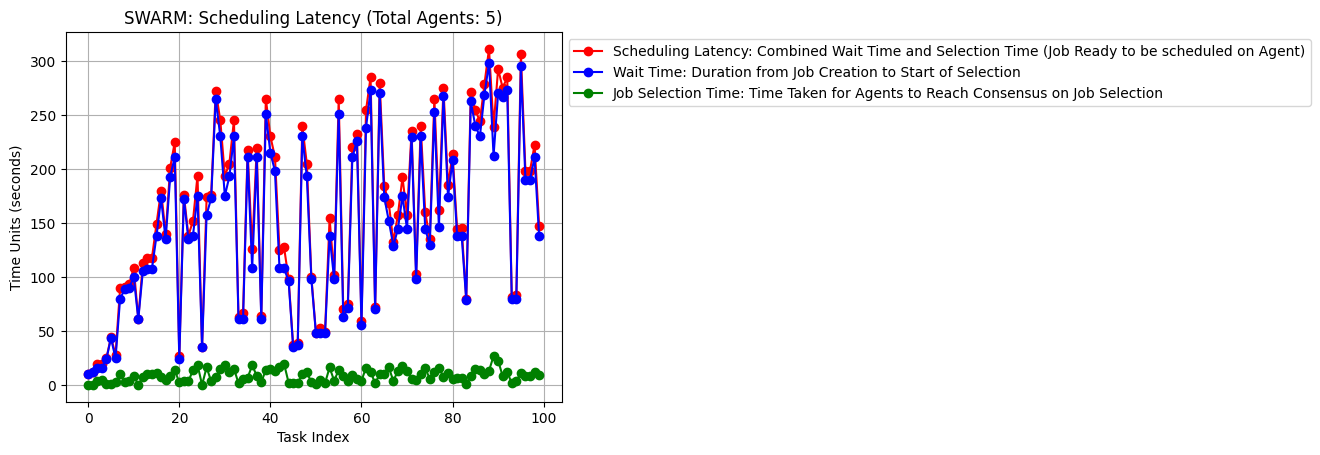 SWARM: Scheduling Latency (Total Agents: 5)
Scheduling Latency: Combined Wait Time and Selection Time (Job Ready to be scheduled on Agent)
Wait Time: Duration from Job Creation to Start of Selection
Job Selection Time: Time Taken for Agents to Reach Consensus on Job Selection
Time Units (seconds)
300
250
200
150
100
50
0
0 20 40 60 80 100
Task Index